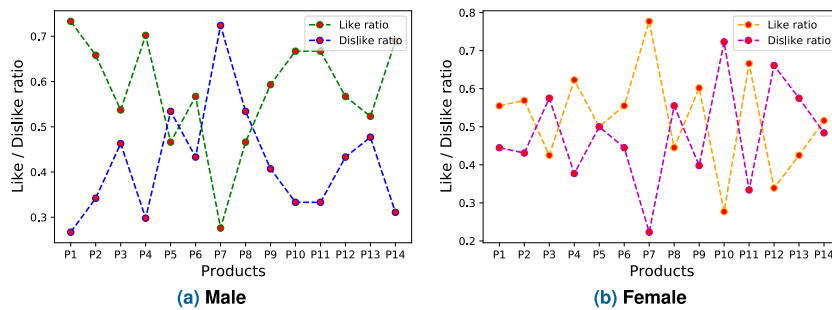 Like ratio
Dislike ratio
0.7
0.6
0.5
0.4
0.3
Like / Dislike ratio
P1 P2 P3 P4 P5 P6 P7 P8 P9 P10 P11 P12 P13 P14
Products
(a) Male
Like ratio
Dislike ratio
0.8
0.7
0.6
0.5
0.4
0.3
0.2
Like / Dislike ratio
P1 P2 P3 P4 P5 P6 P7 P8 P9 P10 P11 P12 P13 P14
Products
(b) Female